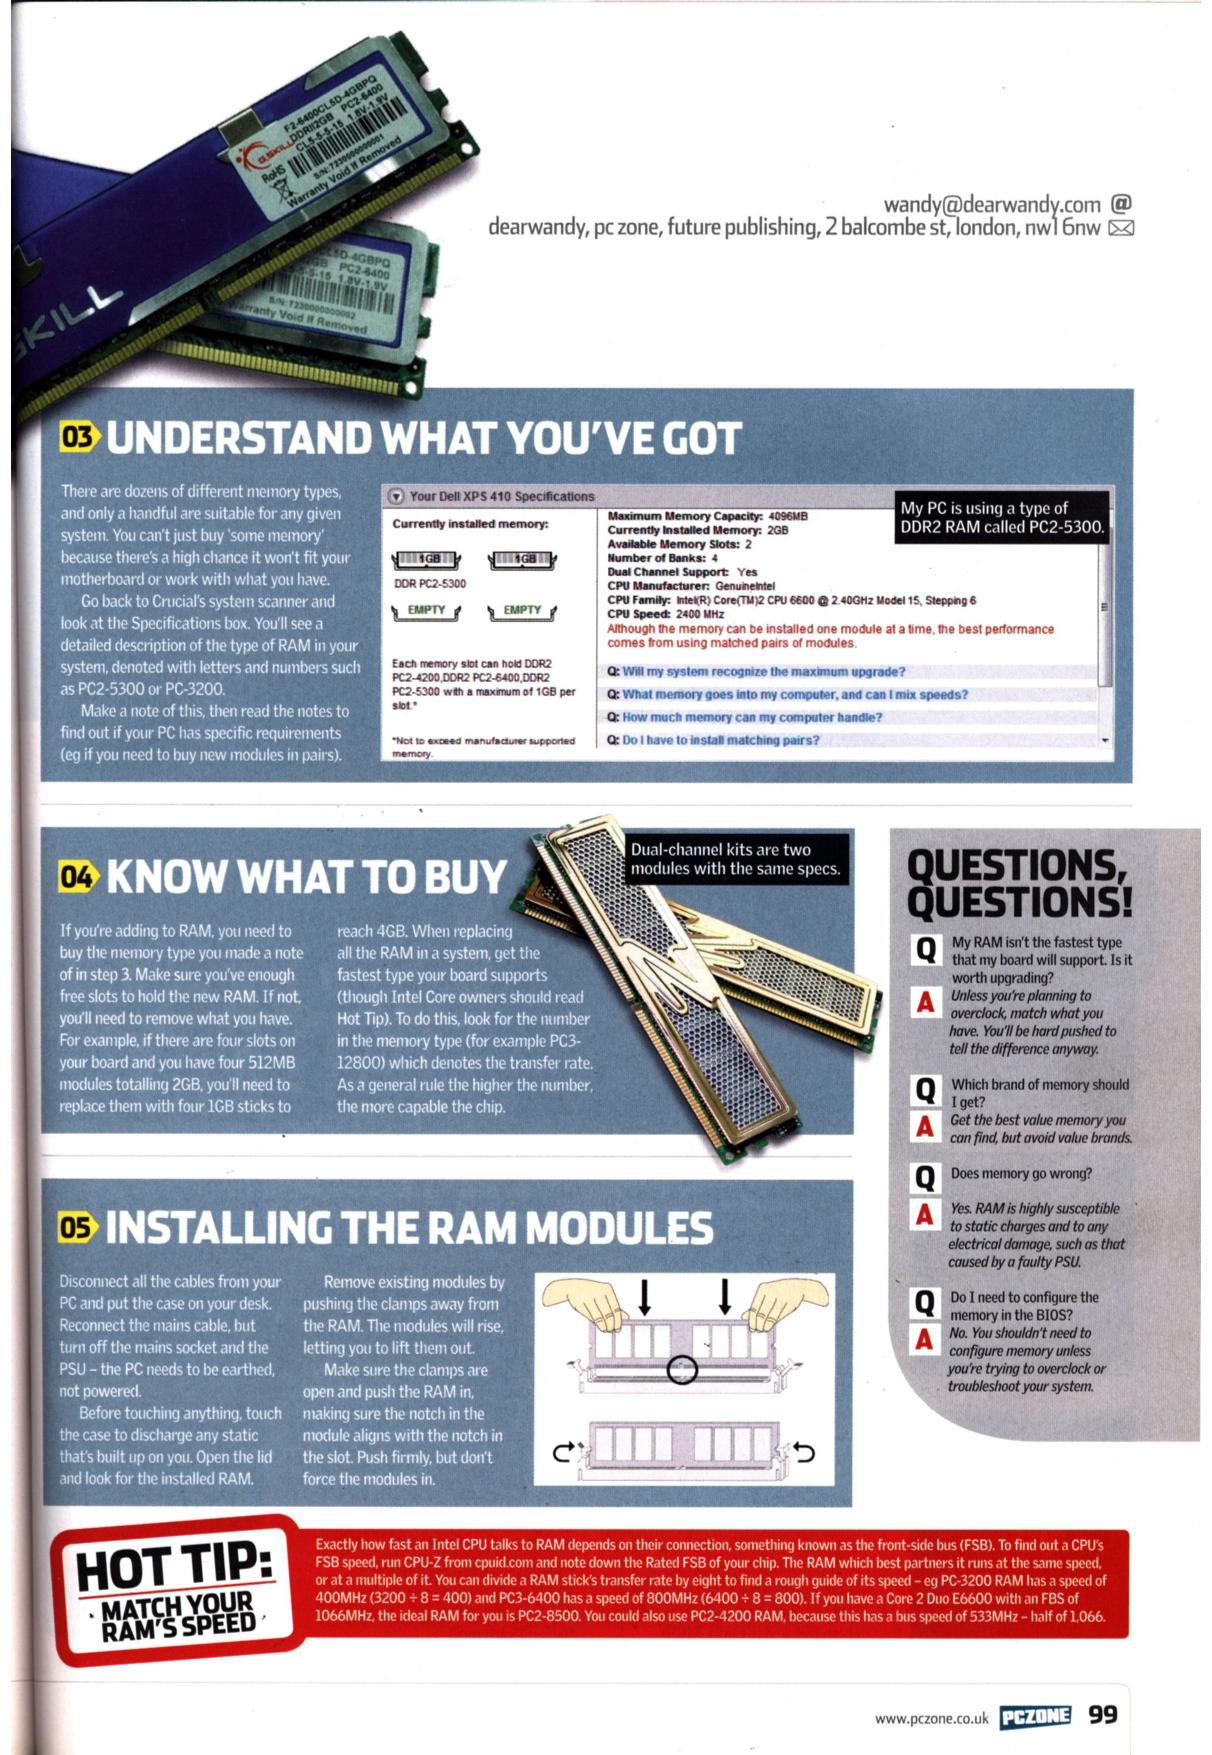 F2-6400CL5D-4GBPQ
DDRII2GB PC2-6400
CL5-5-5-15 1.8V-1.9V
G.SKILL
RoHS
S/N:7230000000001
Warranty Void If Removed
L5D-4GBPQ
PC2-6400
5-5-15 1.8V-1.9V
S/N:7230000000002
Warranty Void If Removed
SKILL
wandy@dearwandy.com @
dearwandy, pc zone, future publishing, 2 balcombe st, london, nw1 6nw
03 UNDERSTAND WHAT YOU'VE GOT
There are dozens of different memory types,
and only a handful are suitable for any given
system. You can't just buy 'some memory'
because there's a high chance it won't fit your
motherboard or work with what you have.
Go back to Crucial's system scanner and
look at the Specifications box. You'll see a
detailed description of the type of RAM in your
system, denoted with letters and numbers such
as PC2-5300 or PC-3200.
Make a note of this, then read the notes to
find out if your PC has specific requirements
(eg if you need to buy new modules in pairs).
Your Dell XPS 410 Specifications
Currently installed memory:
1GB 1GB
DDR PC2-5300
EMPTY EMPTY
Each memory slot can hold DDR2
PC2-4200,DDR2 PC2-6400,DDR2
PC2-5300 with a maximum of 1GB per
slot.*
*Not to exceed manufacturer supported
memory.
Maximum Memory Capacity: 4096MB
Currently Installed Memory: 2GB
Available Memory Slots: 2
Number of Banks: 4
Dual Channel Support: Yes
CPU Manufacturer: GenuineIntel
CPU Family: Intel(R) Core(TM)2 CPU 6600 @ 2.40GHz Model 15, Stepping 6
CPU Speed: 2400 MHz
Although the memory can be installed one module at a time, the best performance
comes from using matched pairs of modules.
Q: Will my system recognize the maximum upgrade?
Q: What memory goes into my computer, and can I mix speeds?
Q: How much memory can my computer handle?
Q: Do I have to install matching pairs?
My PC is using a type of
DDR2 RAM called PC2-5300.
04 KNOW WHAT TO BUY
If you're adding to RAM, you need to
buy the memory type you made a note
of in step 3. Make sure you've enough
free slots to hold the new RAM. If not,
you'll need to remove what you have.
For example, if there are four slots on
your board and you have four 512MB
modules totalling 2GB, you'll need to
replace them with four 1GB sticks to
reach 4GB. When replacing
all the RAM in a system, get the
fastest type your board supports
(though Intel Core owners should read
Hot Tip). To do this, look for the number
in the memory type (for example PC3-
12800) which denotes the transfer rate.
As a general rule the higher the number,
the more capable the chip.
Dual-channel kits are two
modules with the same specs.
05 INSTALLING THE RAM MODULES
Disconnect all the cables from your
PC and put the case on your desk.
Reconnect the mains cable, but
turn off the mains socket and the
PSU – the PC needs to be earthed,
not powered.
Before touching anything, touch
the case to discharge any static
that's built up on you. Open the lid
and look for the installed RAM.
Remove existing modules by
pushing the clamps away from
the RAM. The modules will rise,
letting you to lift them out.
Make sure the clamps are
open and push the RAM in,
making sure the notch in the
module aligns with the notch in
the slot. Push firmly, but don't
force the modules in.
QUESTIONS,
QUESTIONS!
Q My RAM isn't the fastest type
that my board will support. Is it
worth upgrading?
A Unless you're planning to
overclock, match what you
have. You'll be hard pushed to
tell the difference anyway.
Q Which brand of memory should
I get?
A Get the best value memory you
can find, but avoid value brands.
Q Does memory go wrong?
A Yes. RAM is highly susceptible
to static charges and to any
electrical damage, such as that
caused by a faulty PSU.
Q Do I need to configure the
memory in the BIOS?
A No. You shouldn't need to
configure memory unless
you're trying to overclock or
troubleshoot your system.
HOT TIP:
MATCH YOUR
RAM'S SPEED
Exactly how fast an Intel CPU talks to RAM depends on their connection, something known as the front-side bus (FSB). To find out a CPU's
FSB speed, run CPU-Z from cpuid.com and note down the Rated FSB of your chip. The RAM which best partners it runs at the same speed,
or at a multiple of it. You can divide a RAM stick's transfer rate by eight to find a rough guide of its speed – eg PC-3200 RAM has a speed of
400MHz (3200 ÷ 8 = 400) and PC3-6400 has a speed of 800MHz (6400 ÷ 8 = 800). If you have a Core 2 Duo E6600 with an FBS of
1066MHz, the ideal RAM for you is PC2-8500. You could also use PC2-4200 RAM, because this has a bus speed of 533MHz – half of 1,066.
www.pczone.co.uk PCZONE 99